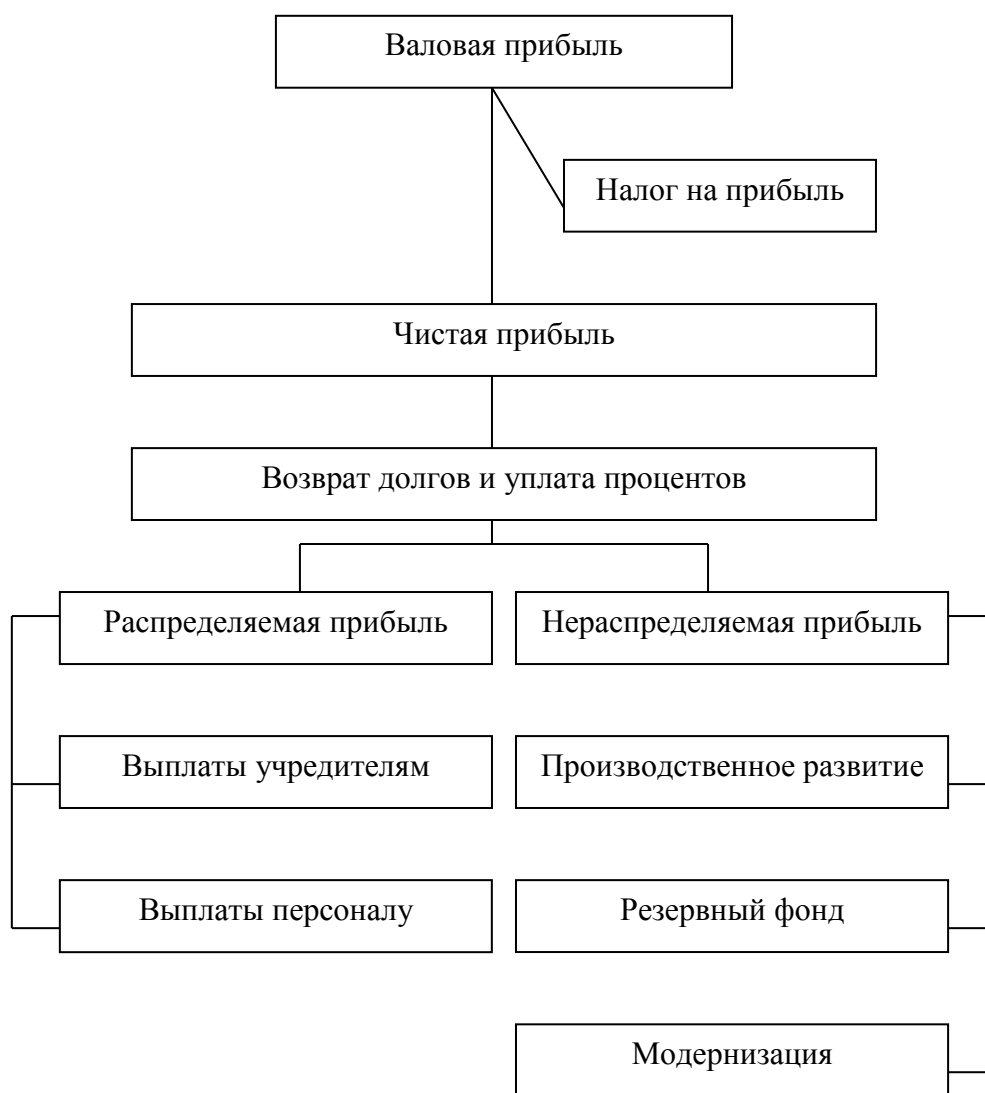 Валовая прибыль
Налог на прибыль
Чистая прибыль
Возврат долгов и уплата процентов
Распределяемая прибыль
Нераспределяемая прибыль
Выплаты учредителям
Производственное развитие
Выплаты персоналу
Резервный фонд
Модернизация